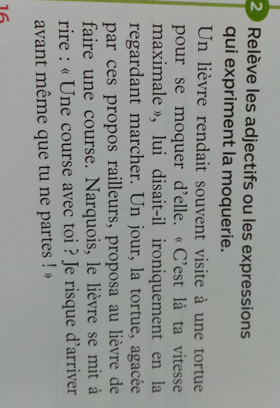 2 Relève les adjectifs ou les expressions
qui expriment la moquerie.
Un lièvre rendait souvent visite à une tortue
pour se moquer d'elle. « C'est là ta vitesse
maximale », lui disait-il ironiquement en la
regardant marcher. Un jour, la tortue, agacée
par ces propos railleurs, proposa au lièvre de
faire une course. Narquois, le lièvre se mit à
rire : « Une course avec toi ? Je risque d'arriver
avant même que tu ne partes ! »
16